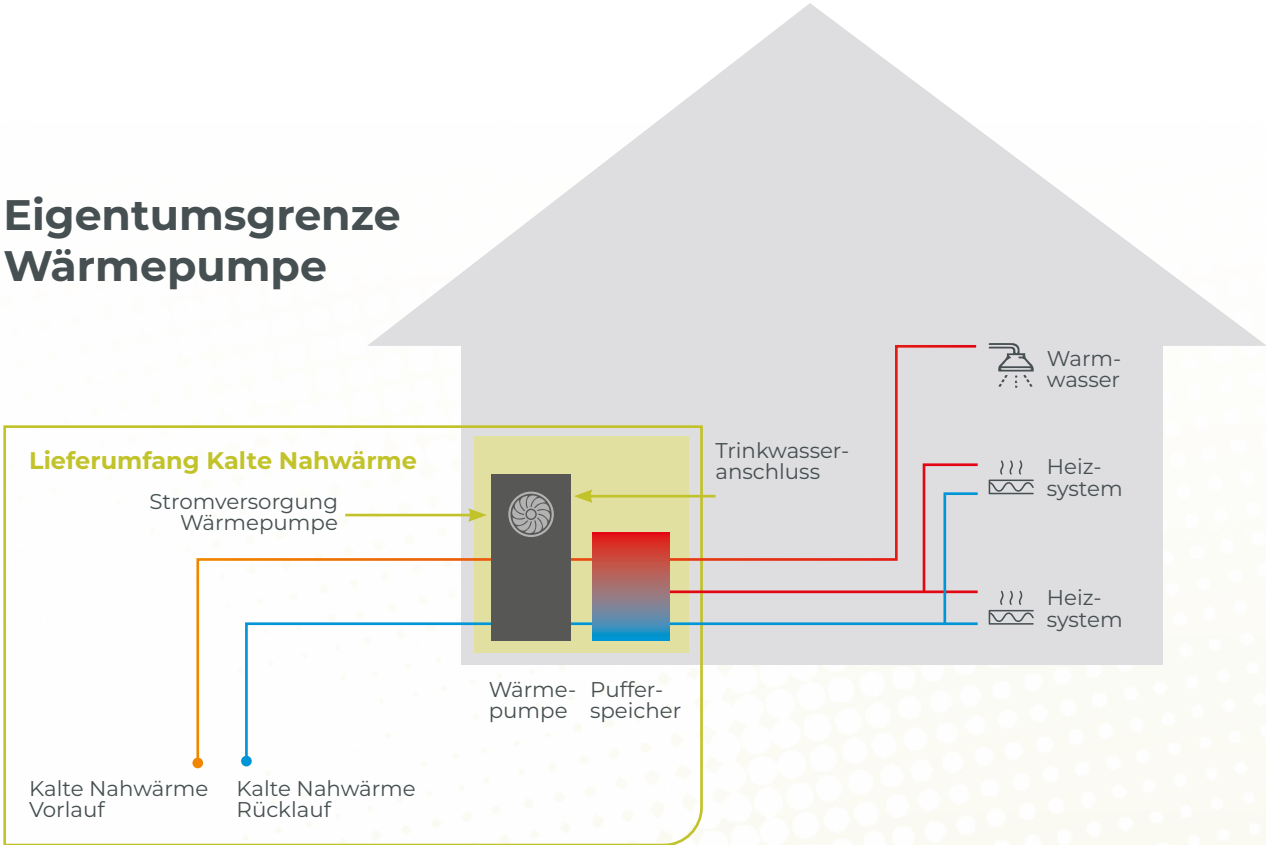 Eigentumsgrenze
Wärmepumpe
Warm-
wasser
Lieferumfang Kalte Nahwärme
Trinkwasser-
anschluss
Heiz-
system
Stromversorgung
Wärmepumpe
Heiz-
system
Wärme-
pumpe
Puffer-
speicher
Kalte Nahwärme
Vorlauf
Kalte Nahwärme
Rücklauf